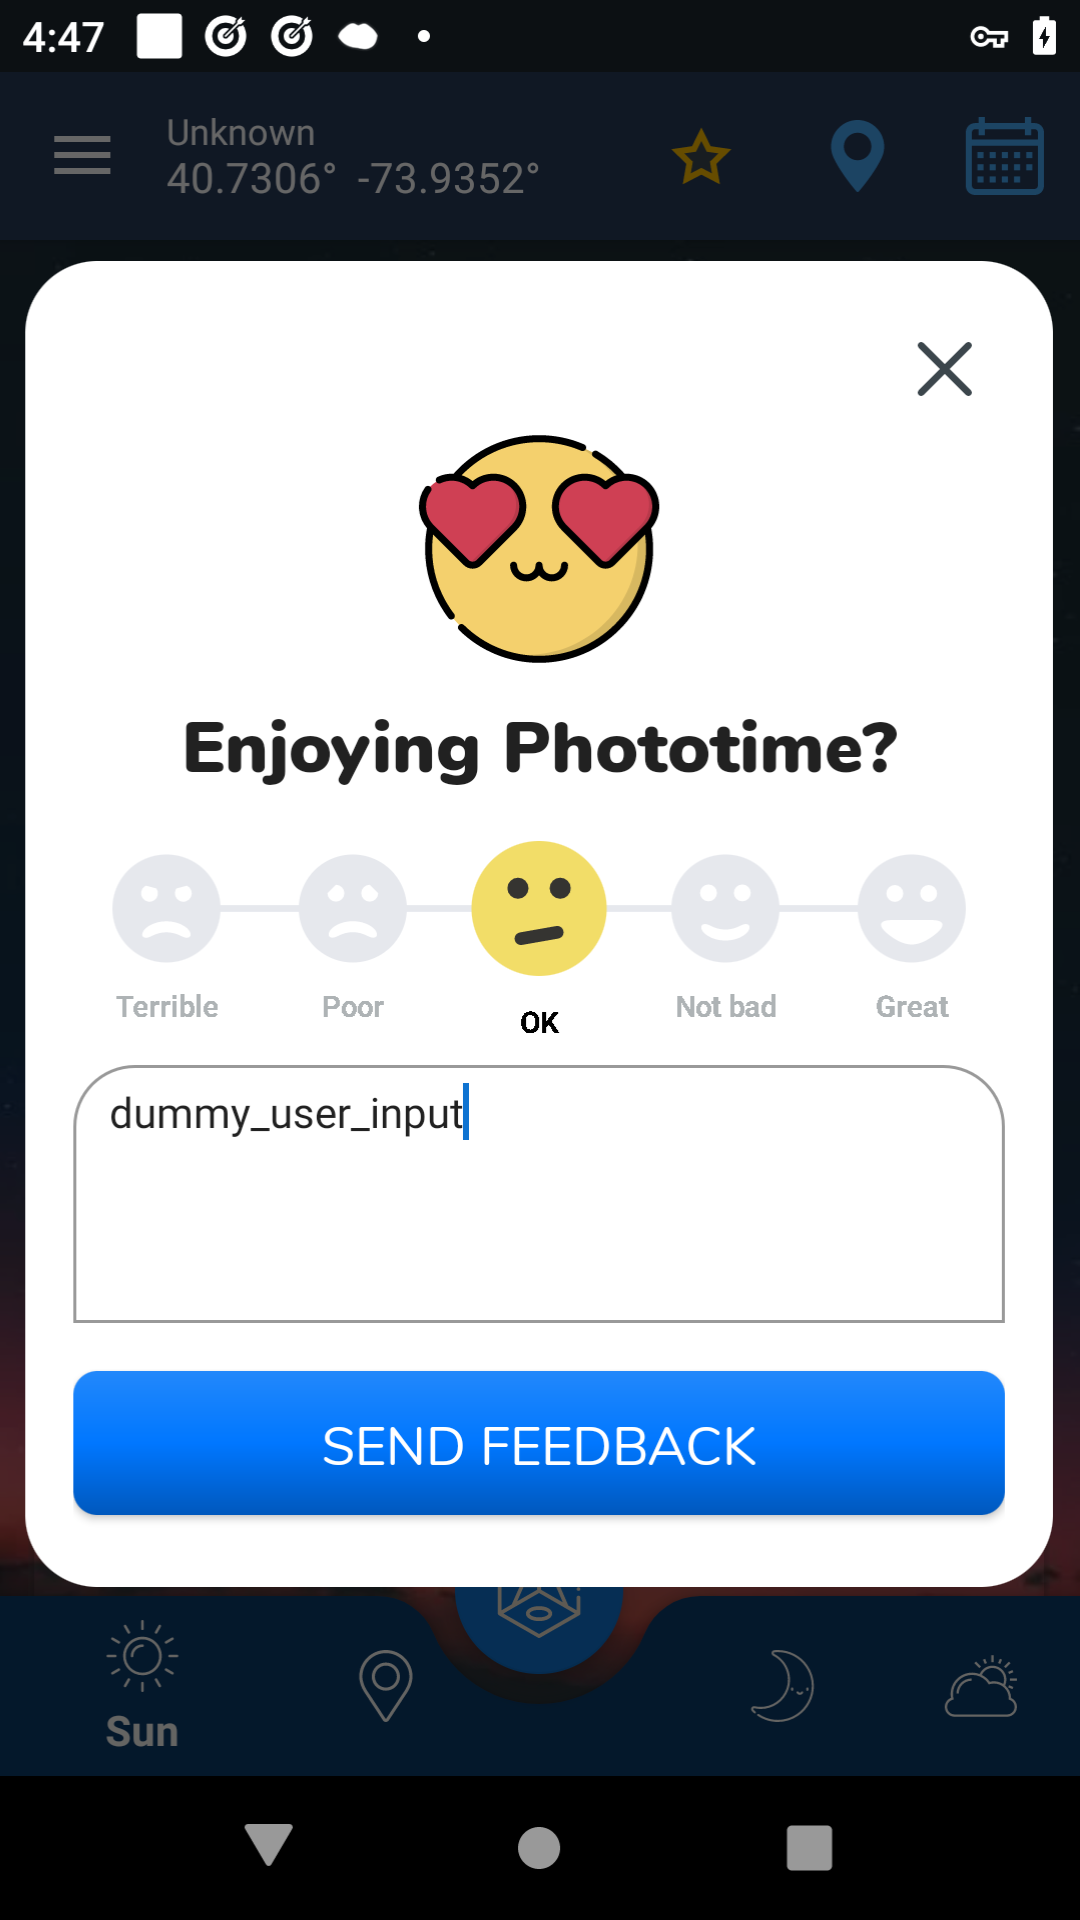 4:47
Unknown
40.7306° -73.9352°
Enjoying Phototime?
Terrible
Poor
OK
Not bad
Great
dummy_user_input
SEND FEEDBACK
Sun